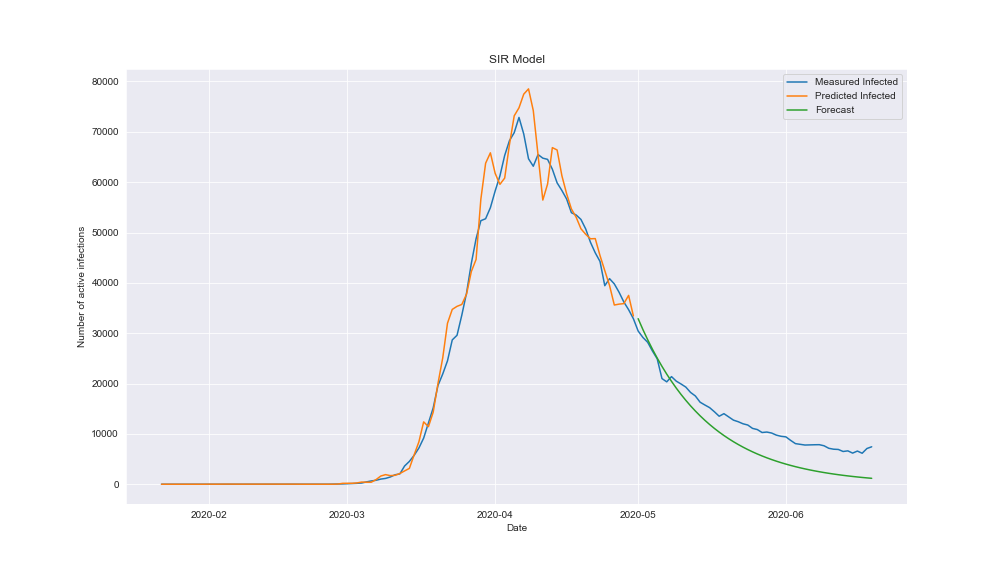 SIR Model
Measured Infected
Predicted Infected
Forecast
Number of active infections
80000
70000
60000
50000
40000
30000
20000
10000
0
2020-02
2020-03
2020-04
2020-05
2020-06
Date